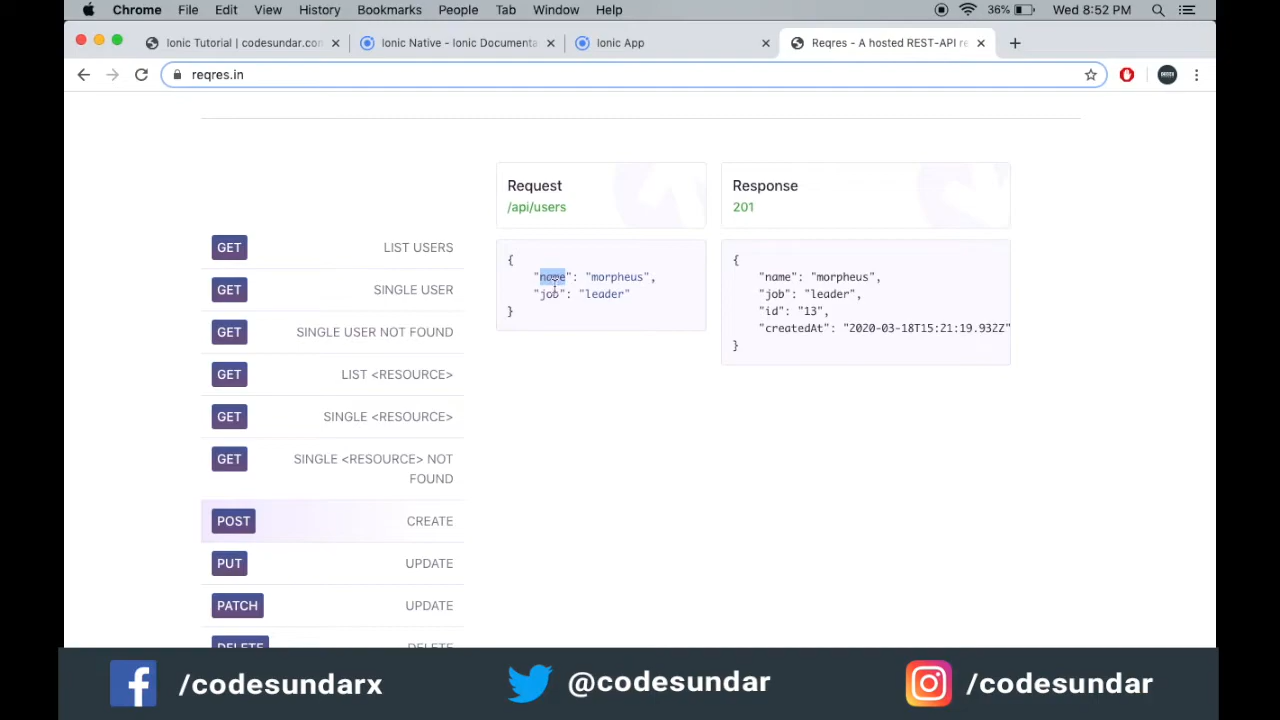 Chrome File Edit View History Bookmarks People Tab Window Help 36% Wed 8:52 PM
Ionic Tutorial | codesundar.con Ionic Native - Ionic Documenta Ionic App Reqres - A hosted REST-API re
reqres.in
Request
/api/users
Response
201
{
"name": "morpheus",
"job": "leader"
}
{
"name": "morpheus",
"job": "leader",
"id": "13",
"createdAt": "2020-03-18T15:21:19.932Z"
}
GET LIST USERS
GET SINGLE USER
GET SINGLE USER NOT FOUND
GET LIST <RESOURCE>
GET SINGLE <RESOURCE>
GET SINGLE <RESOURCE> NOT
FOUND
POST CREATE
PUT UPDATE
PATCH UPDATE
DELETE DELETE
/codesundarx @codesundar /codesundar